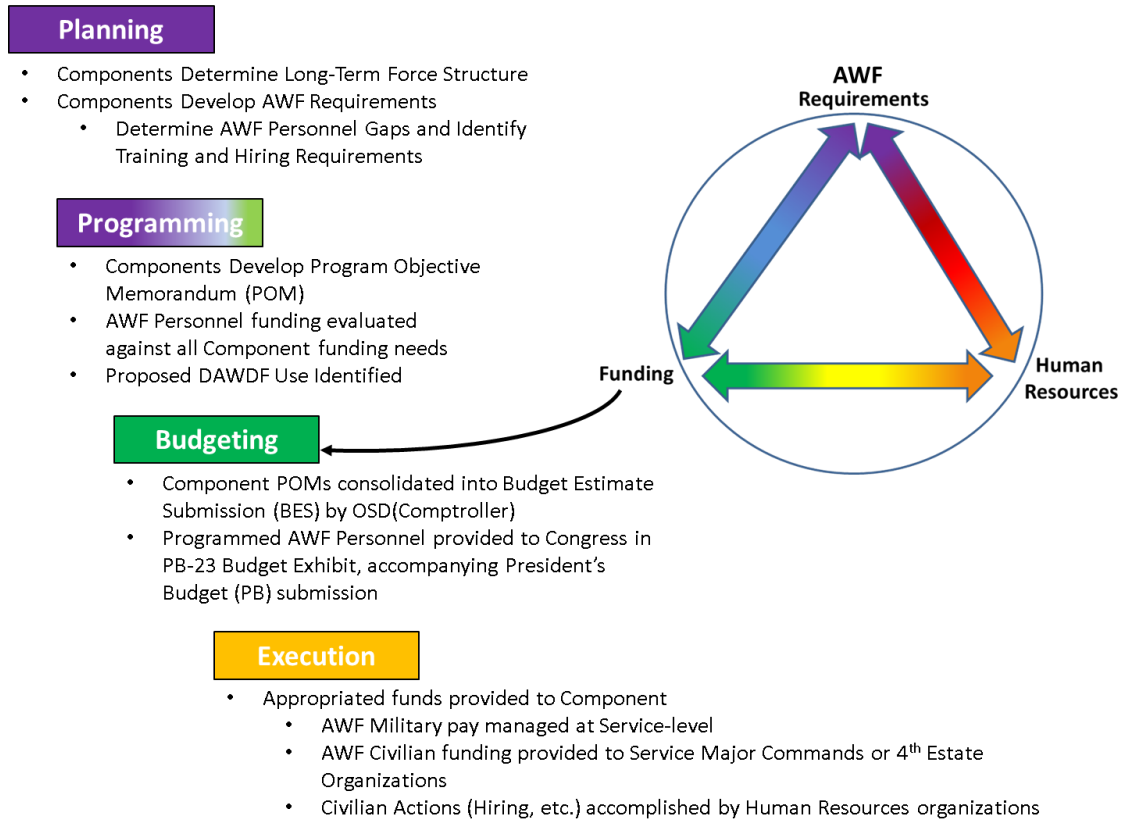 Planning
• Components Determine Long-Term Force Structure
• Components Develop AWF Requirements
• Determine AWF Personnel Gaps and Identify
Training and Hiring Requirements
Programming
• Components Develop Program Objective
Memorandum (POM)
• AWF Personnel funding evaluated
against all Component funding needs
• Proposed DAWDF Use Identified
AWF
Requirements
Funding
Human
Resources
Budgeting
• Component POMs consolidated into Budget Estimate
Submission (BES) by OSD(Comptroller)
• Programmed AWF Personnel provided to Congress in
PB-23 Budget Exhibit, accompanying President’s
Budget (PB) submission
Execution
• Appropriated funds provided to Component
• AWF Military pay managed at Service-level
• AWF Civilian funding provided to Service Major Commands or 4th Estate
Organizations
• Civilian Actions (Hiring, etc.) accomplished by Human Resources organizations